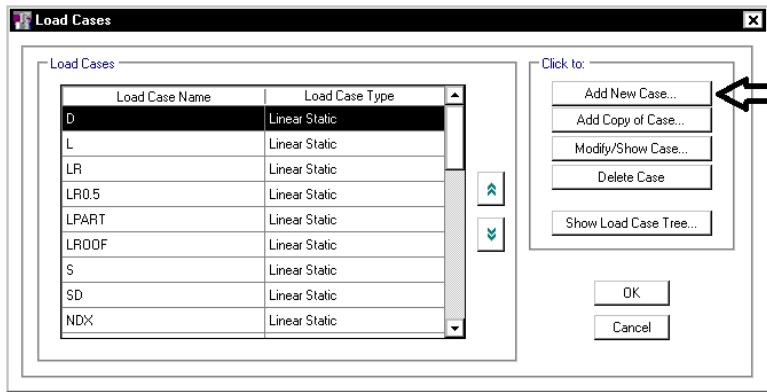 Load Cases
Load Cases
Load Case Name Load Case Type
D Linear Static
L Linear Static
LR Linear Static
LR0.5 Linear Static
LPART Linear Static
LROOF Linear Static
S Linear Static
SD Linear Static
NDX Linear Static
Click to:
Add New Case...
Add Copy of Case...
Modify/Show Case...
Delete Case
Show Load Case Tree...
OK
Cancel